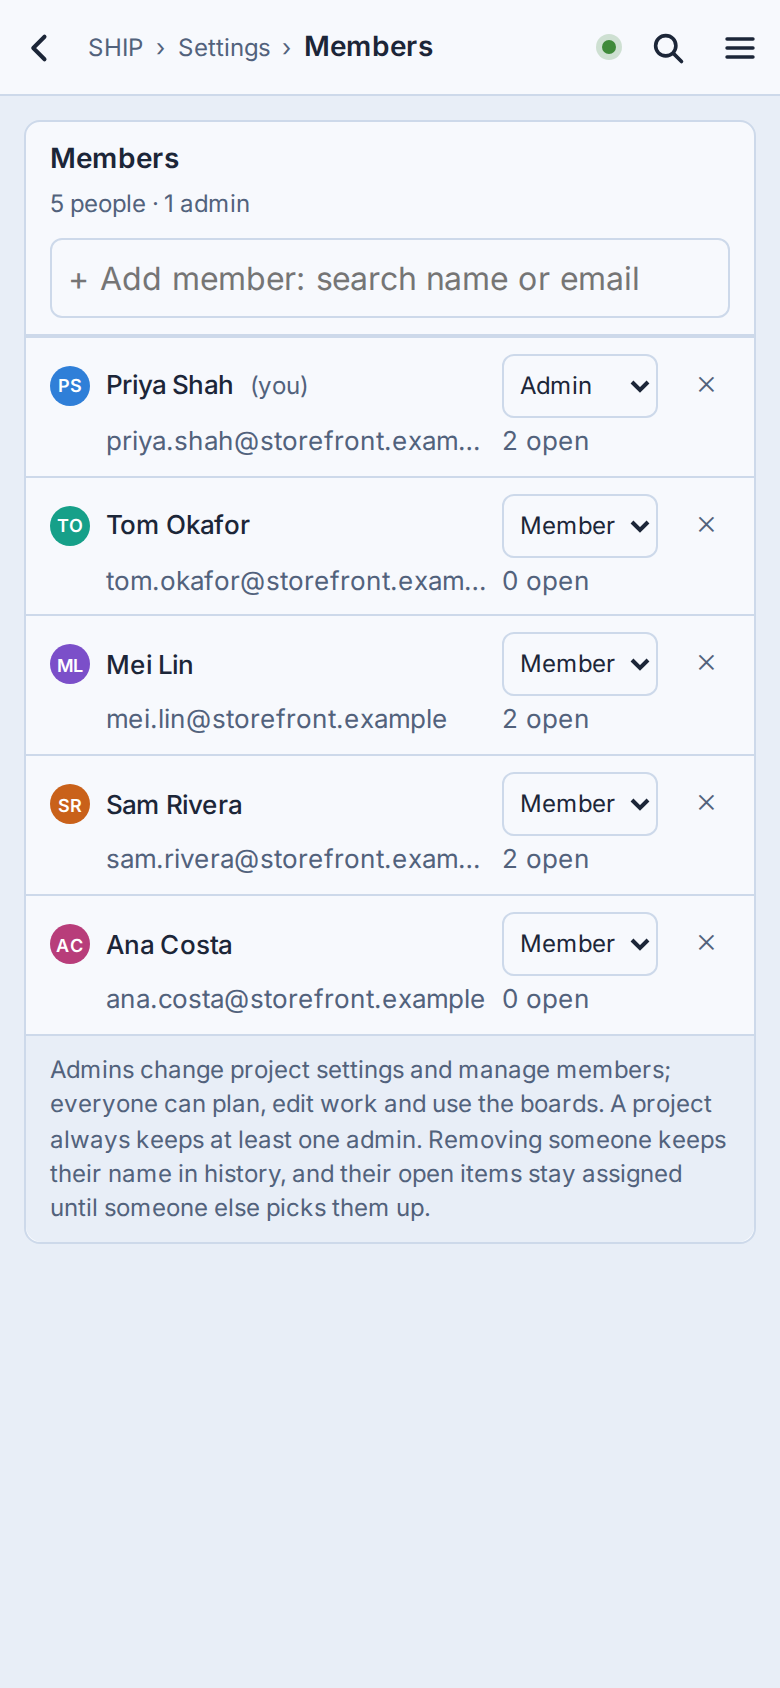 SHIP › Settings › Members
Members
5 people · 1 admin
+ Add member: search name or email
PS Priya Shah (you) Admin ×
priya.shah@storefront.exam... 2 open
TO Tom Okafor Member ×
tom.okafor@storefront.exam... 0 open
ML Mei Lin Member ×
mei.lin@storefront.example 2 open
SR Sam Rivera Member ×
sam.rivera@storefront.exam... 2 open
AC Ana Costa Member ×
ana.costa@storefront.example 0 open
Admins change project settings and manage members;
everyone can plan, edit work and use the boards. A project
always keeps at least one admin. Removing someone keeps
their name in history, and their open items stay assigned
until someone else picks them up.